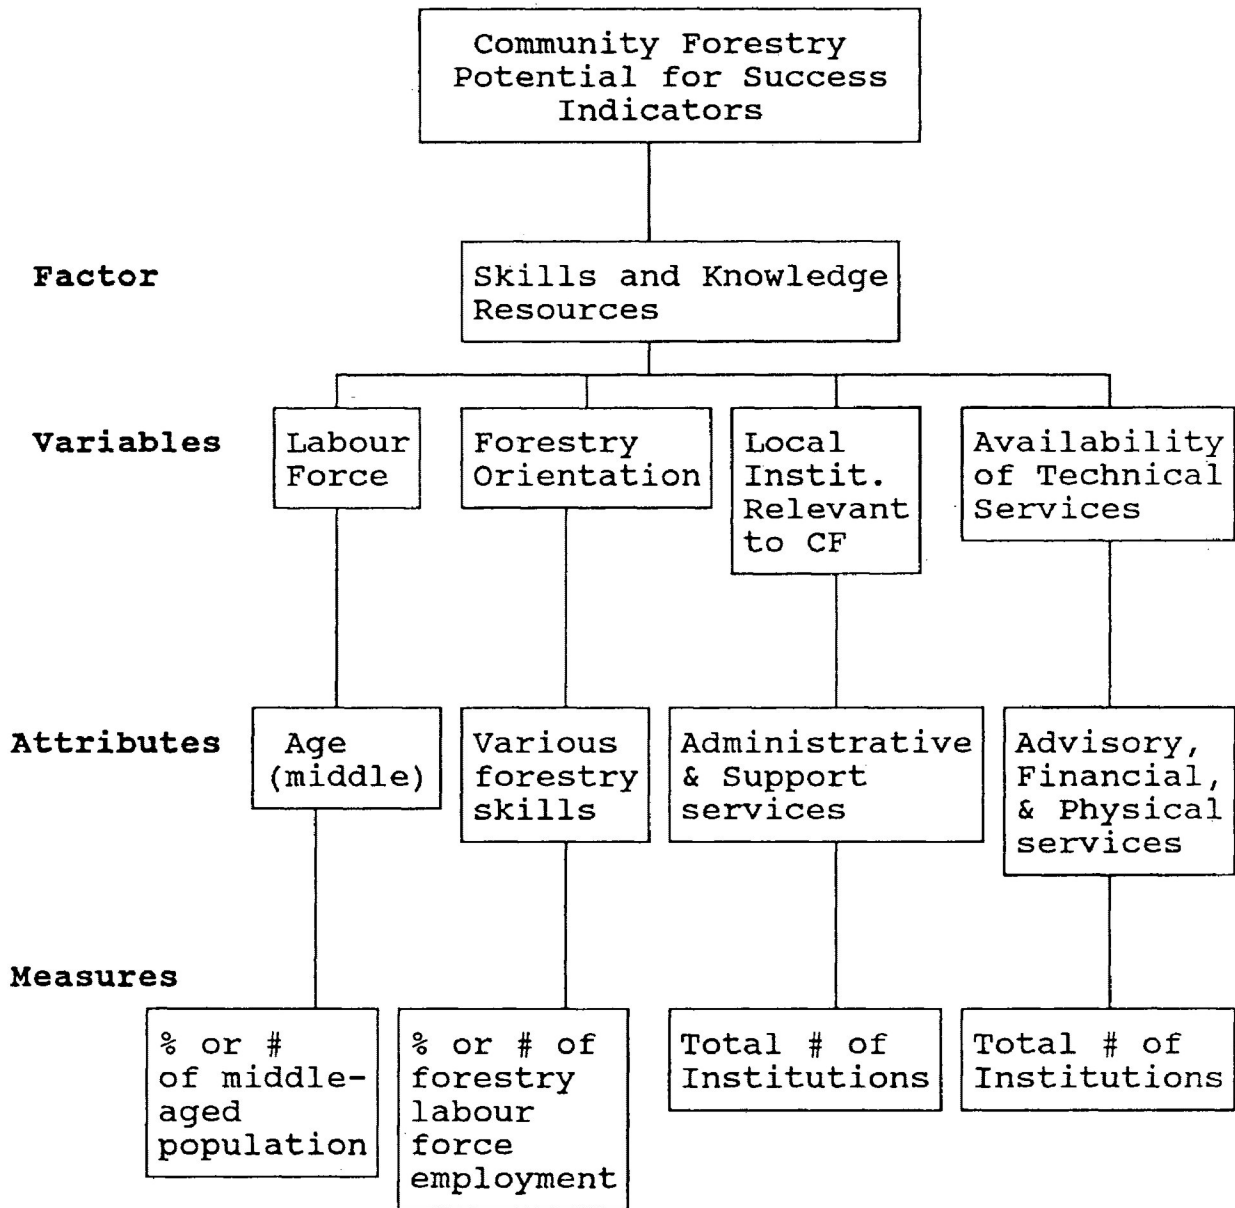 Community Forestry
Potential for Success
Indicators
Factor
Skills and Knowledge
Resources
Variables
Labour
Force
Forestry
Orientation
Local
Instit.
Relevant
to CF
Availability
of Technical
Services
Attributes
Age
(middle)
Various
forestry
skills
Administrative
& Support
services
Advisory,
Financial,
& Physical
services
Measures
% or #
of middle-
aged
population
% or # of
forestry
labour
force
employment
Total # of
Institutions
Total # of
Institutions